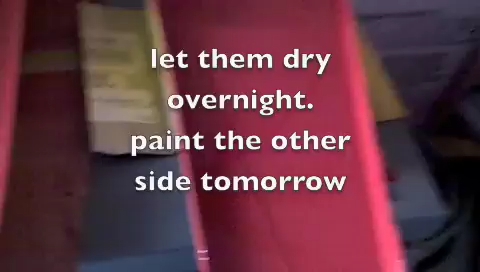 let them dry
overnight.
paint the other
side tomorrow